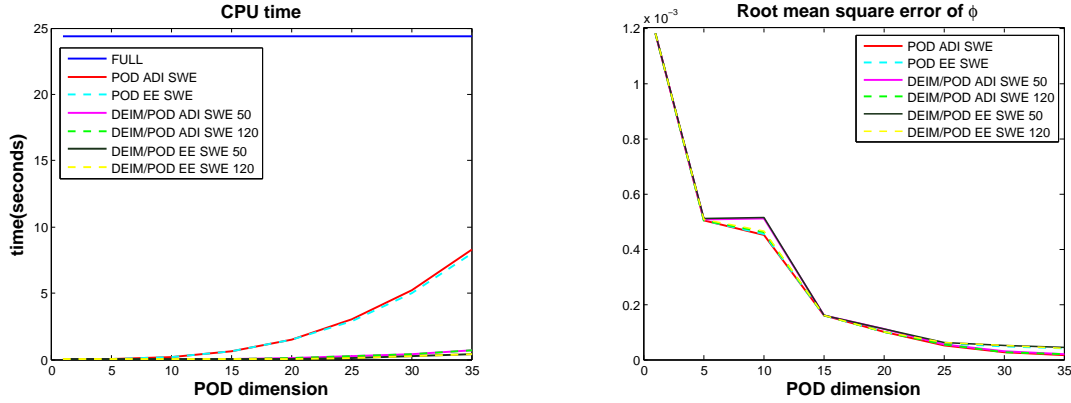 CPU time
25
20
15
10
5
0
time(seconds)
FULL
POD ADI SWE
POD EE SWE
DEIM/POD ADI SWE 50
DEIM/POD ADI SWE 120
DEIM/POD EE SWE 50
DEIM/POD EE SWE 120
0 5 10 15 20 25 30 35
POD dimension
Root mean square error of ϕ
x 10⁻³
1.2
1
0.8
0.6
0.4
0.2
0
POD ADI SWE
POD EE SWE
DEIM/POD ADI SWE 50
DEIM/POD ADI SWE 120
DEIM/POD EE SWE 50
DEIM/POD EE SWE 120
0 5 10 15 20 25 30 35
POD dimension